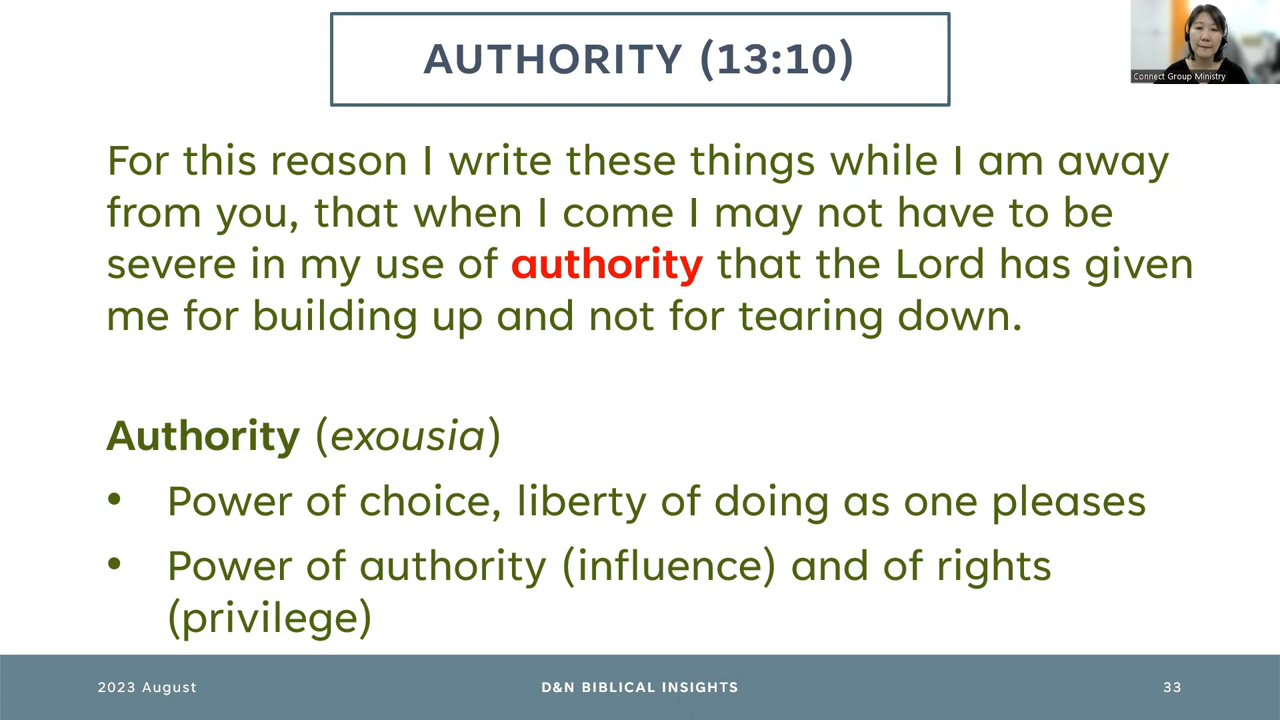 AUTHORITY (13:10)
Connect Group Ministry
For this reason I write these things while I am away
from you, that when I come I may not have to be
severe in my use of authority that the Lord has given
me for building up and not for tearing down.
Authority (exousia)
• Power of choice, liberty of doing as one pleases
• Power of authority (influence) and of rights
(privilege)
2023 August
D&N BIBLICAL INSIGHTS
33